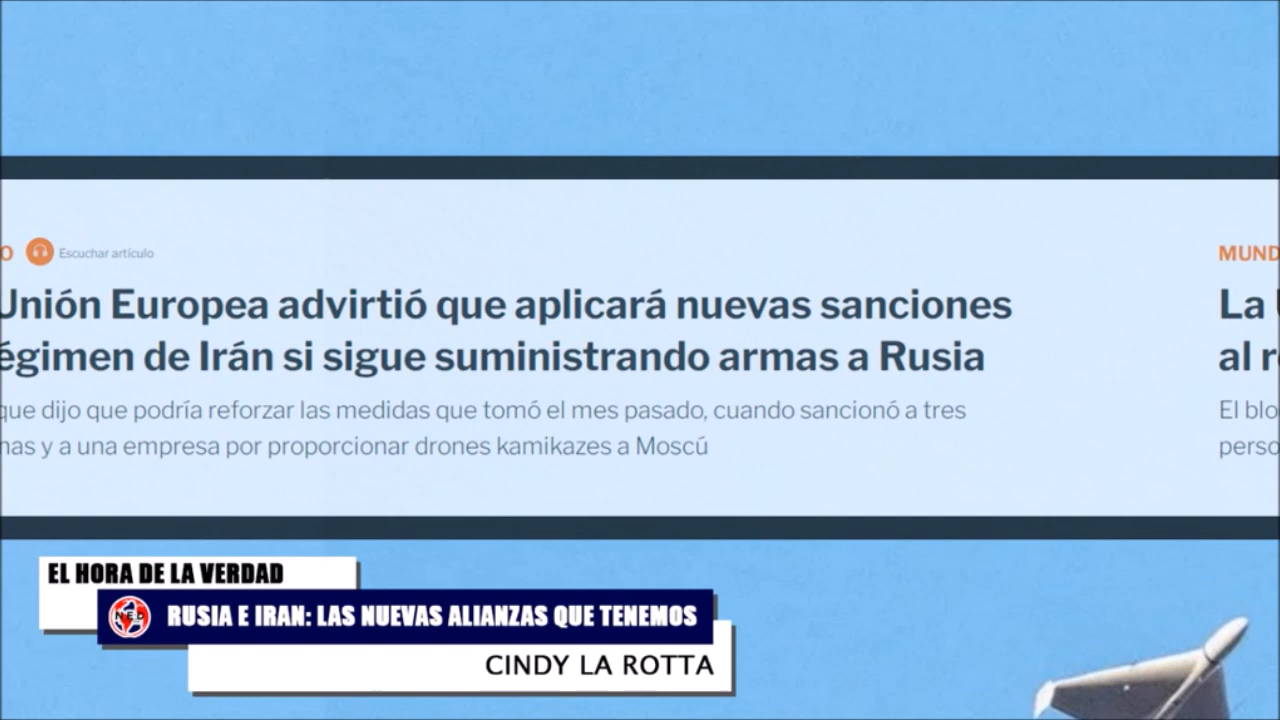 O Escuchar artículo
Unión Europea advirtió que aplicará nuevas sanciones
égimen de Irán si sigue suministrando armas a Rusia
que dijo que podría reforzar las medidas que tomó el mes pasado, cuando sancionó a tres
nas y a una empresa por proporcionar drones kamikazes a Moscú
MUND
La
al r
El blo
perso
EL HORA DE LA VERDAD
RUSIA E IRAN: LAS NUEVAS ALIANZAS QUE TENEMOS
CINDY LA ROTTA